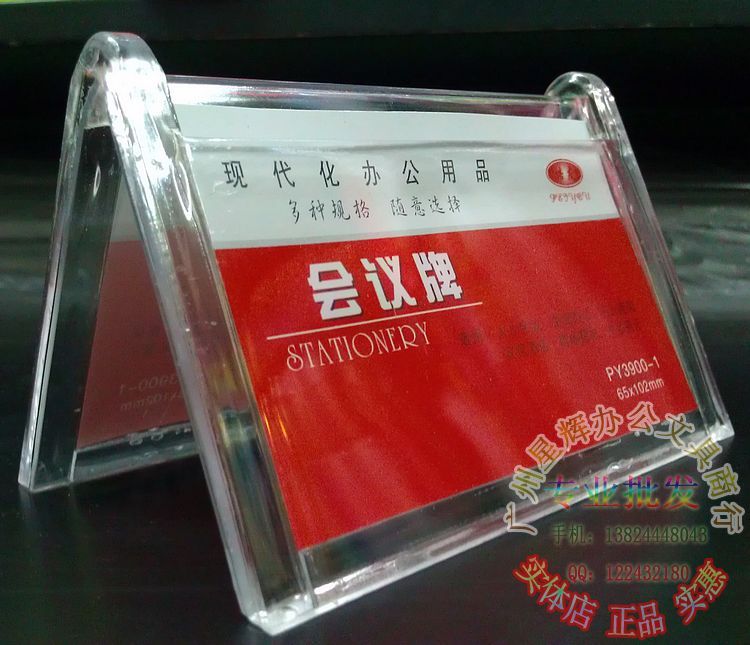 现代化办公用品
多种规格 随意选择
会议牌
STATIONERY
PY3900-1
65x102mm
广州星辉办公文具商行
专业批发
手机：13824448043
QQ：122432180
实体店 正品 实惠